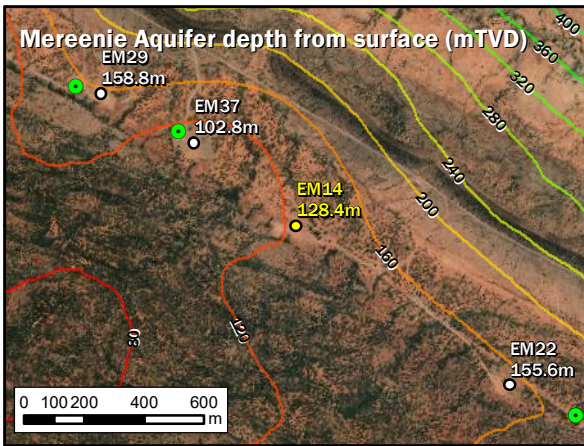 Mereenie Aquifer depth from surface (mTVD)
400
360
320
280
240
200
160
120
80
EM29
158.8m
EM37
102.8m
EM14
128.4m
EM22
155.6m
0 100 200 400 600
m